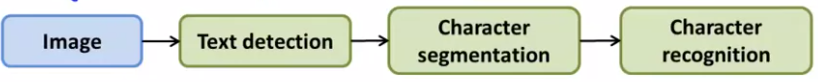 Image
Text detection
Character
segmentation
Character
recognition